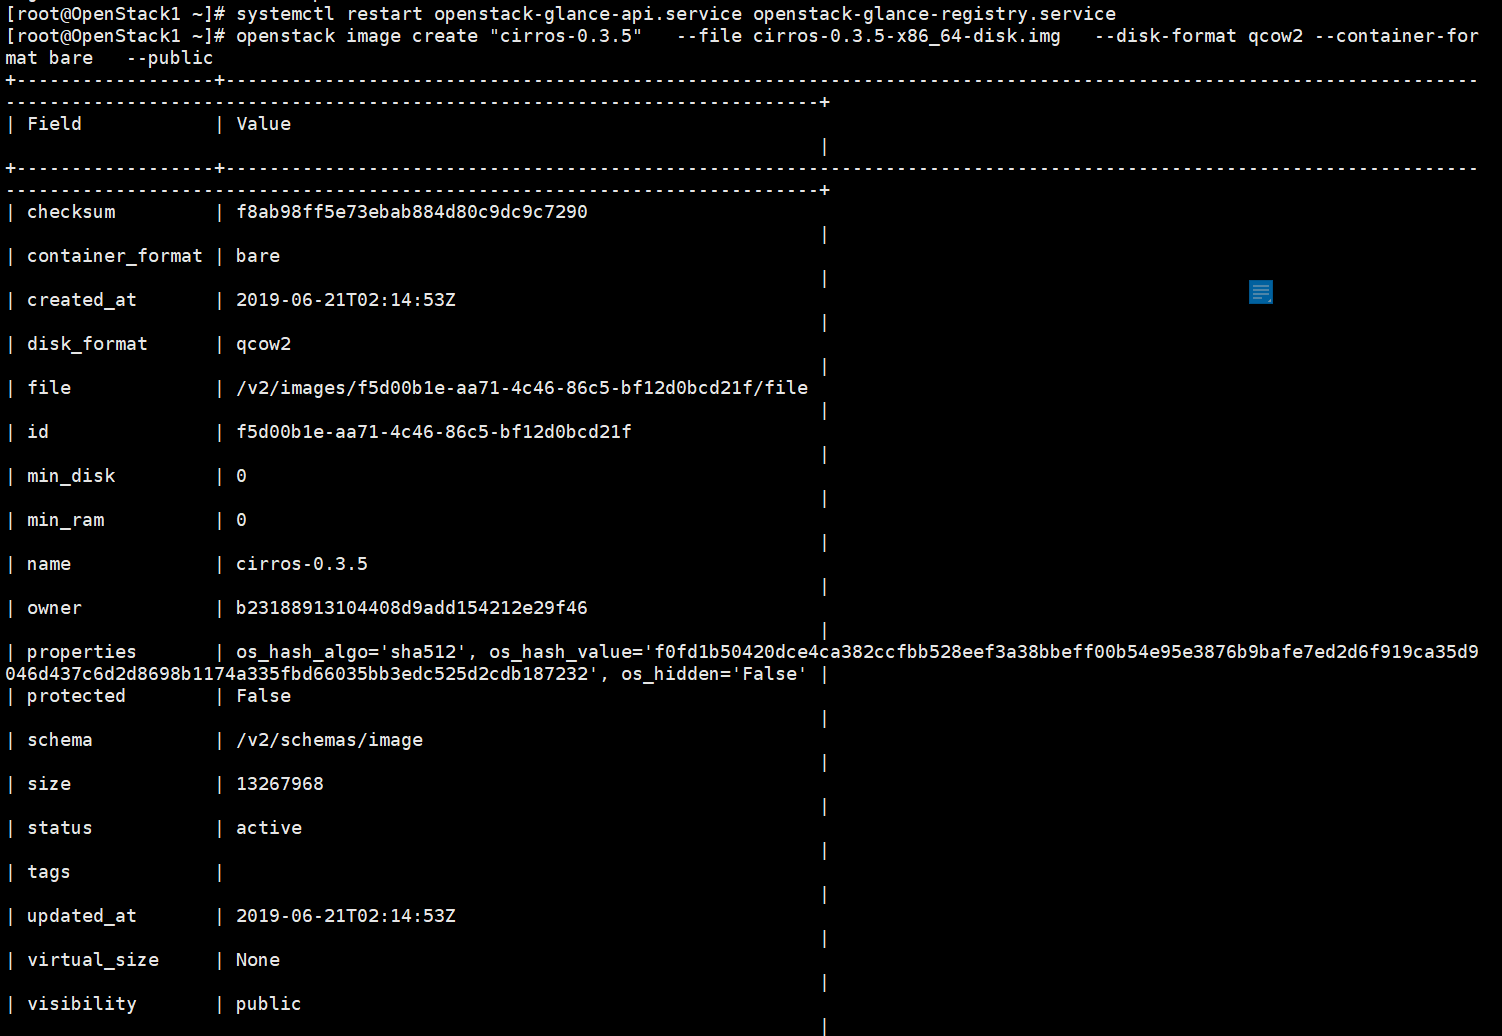 [root@OpenStack1 ~]# systemctl restart openstack-glance-api.service openstack-glance-registry.service
[root@OpenStack1 ~]# openstack image create "cirros-0.3.5"   --file cirros-0.3.5-x86_64-disk.img   --disk-format qcow2 --container-for
mat bare   --public
+------------------+------------------------------------------------------------------------------------------------------------------
--------------------------------------------------------------------------+
| Field            | Value
                                                                          |
+------------------+------------------------------------------------------------------------------------------------------------------
--------------------------------------------------------------------------+
| checksum         | f8ab98ff5e73ebab884d80c9dc9c7290
                                                                          |
| container_format | bare
                                                                          |
| created_at       | 2019-06-21T02:14:53Z
                                                                          |
| disk_format      | qcow2
                                                                          |
| file             | /v2/images/f5d00b1e-aa71-4c46-86c5-bf12d0bcd21f/file
                                                                          |
| id               | f5d00b1e-aa71-4c46-86c5-bf12d0bcd21f
                                                                          |
| min_disk         | 0
                                                                          |
| min_ram          | 0
                                                                          |
| name             | cirros-0.3.5
                                                                          |
| owner            | b23188913104408d9add154212e29f46
                                                                          |
| properties       | os_hash_algo='sha512', os_hash_value='f0fd1b50420dce4ca382ccfbb528eef3a38bbeff00b54e95e3876b9bafe7ed2d6f919ca35d9
046d437c6d2d8698b1174a335fbd66035bb3edc525d2cdb187232', os_hidden='False' |
| protected        | False
                                                                          |
| schema           | /v2/schemas/image
                                                                          |
| size             | 13267968
                                                                          |
| status           | active
                                                                          |
| tags             |
                                                                          |
| updated_at       | 2019-06-21T02:14:53Z
                                                                          |
| virtual_size     | None
                                                                          |
| visibility       | public
                                                                          |